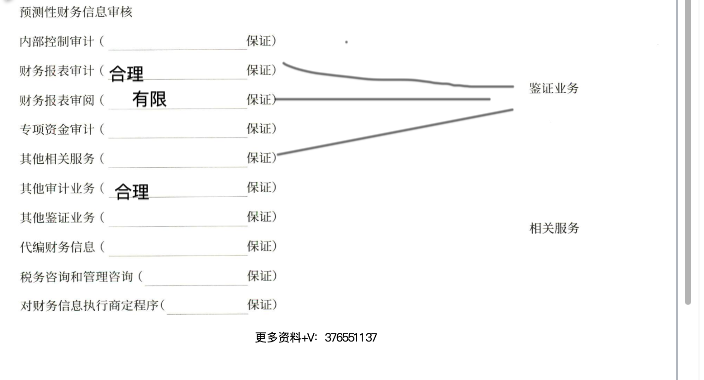 预测性财务信息审核
内部控制审计（ 保证）
财务报表审计（ 合理 保证）
鉴证业务
财务报表审阅（ 有限 保证）
专项资金审计（ 保证）
其他相关服务（ 保证）
其他审计业务（ 合理 保证）
其他鉴证业务（ 保证）
相关服务
代编财务信息（ 保证）
税务咨询和管理咨询（ 保证）
对财务信息执行商定程序（ 保证）
更多资料+V：376551137